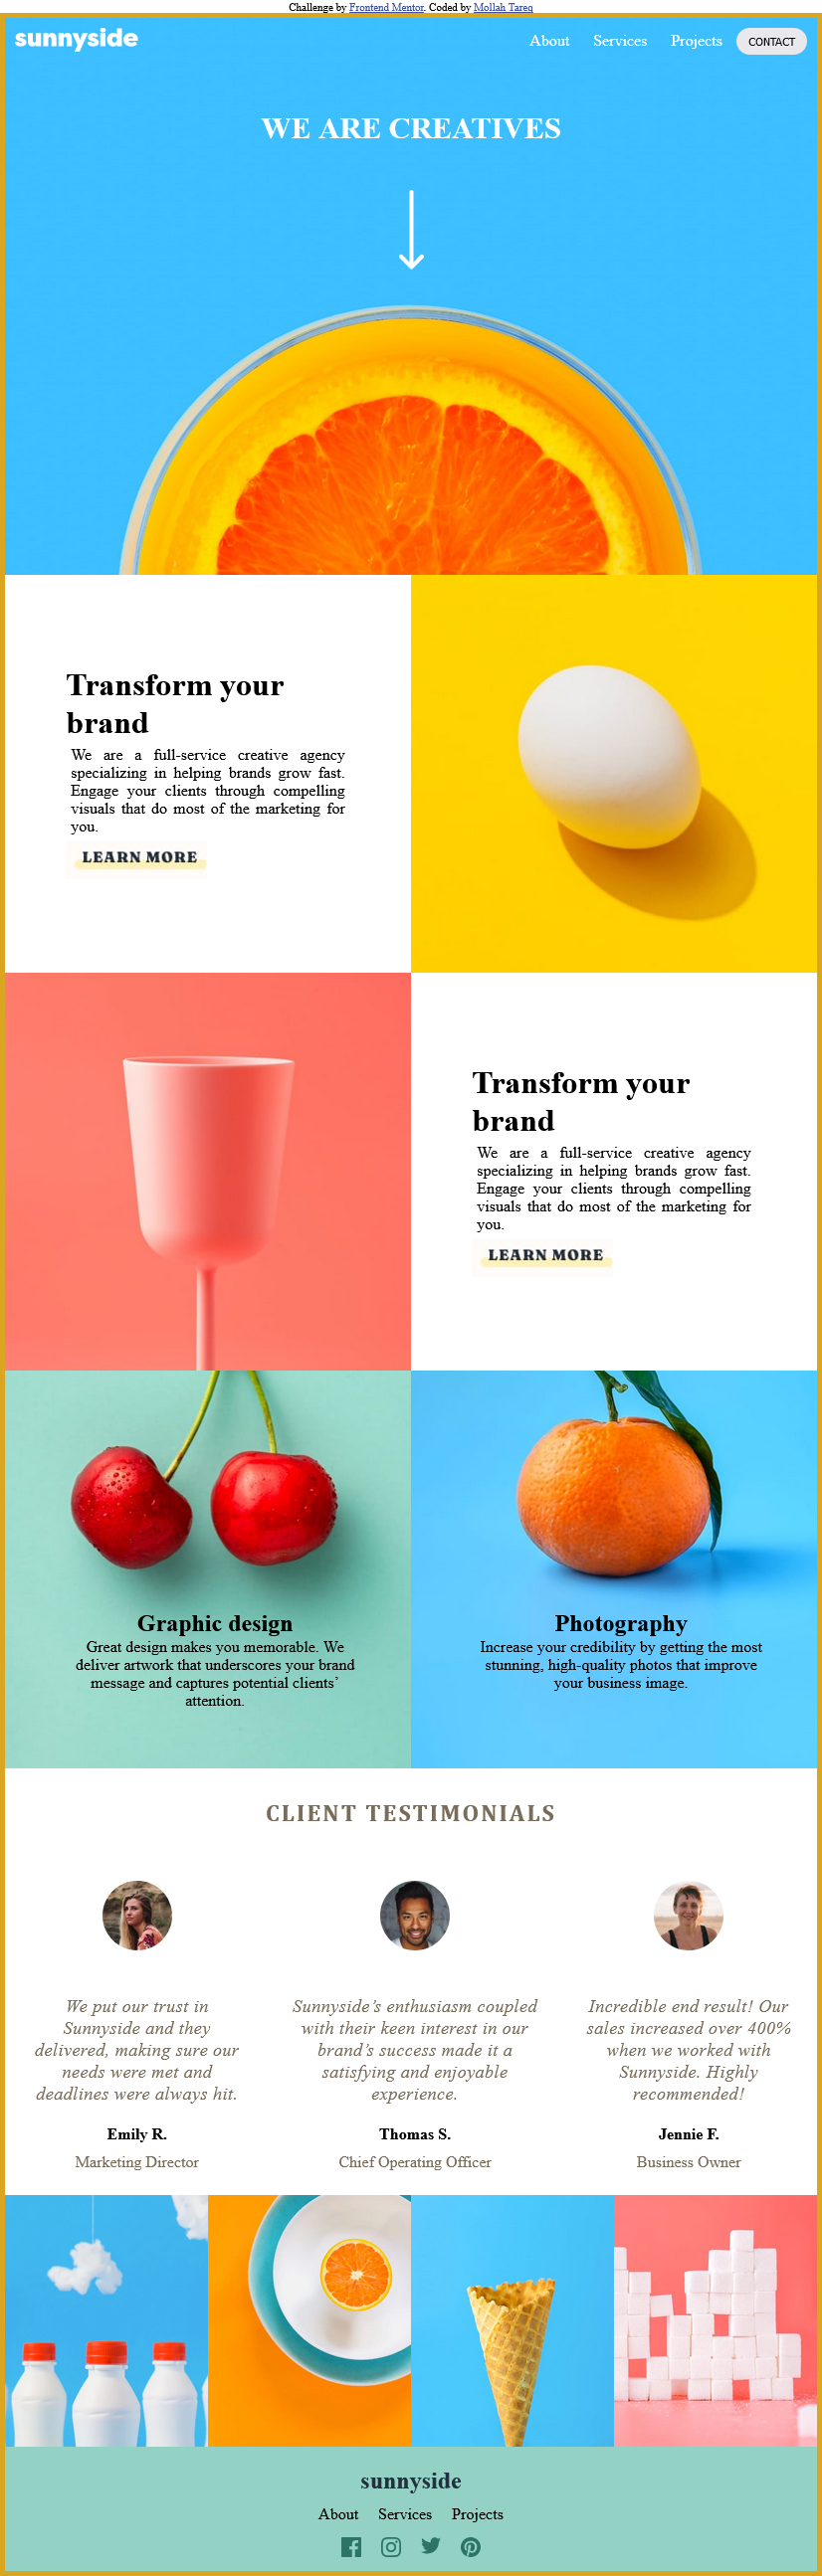 Challenge by Frontend Mentor. Coded by Mollah Tareq
sunnyside
About Services Projects CONTACT
WE ARE CREATIVES
Transform your
brand
We are a full-service creative agency
specializing in helping brands grow fast.
Engage your clients through compelling
visuals that do most of the marketing for
you.
LEARN MORE
Transform your
brand
We are a full-service creative agency
specializing in helping brands grow fast.
Engage your clients through compelling
visuals that do most of the marketing for
you.
LEARN MORE
Graphic design
Great design makes you memorable. We
deliver artwork that underscores your brand
message and captures potential clients’
attention.
Photography
Increase your credibility by getting the most
stunning, high-quality photos that improve
your business image.
CLIENT TESTIMONIALS
We put our trust in
Sunnyside and they
delivered, making sure our
needs were met and
deadlines were always hit.
Emily R.
Marketing Director
Sunnyside’s enthusiasm coupled
with their keen interest in our
brand’s success made it a
satisfying and enjoyable
experience.
Thomas S.
Chief Operating Officer
Incredible end result! Our
sales increased over 400%
when we worked with
Sunnyside. Highly
recommended!
Jennie F.
Business Owner
sunnyside
About Services Projects